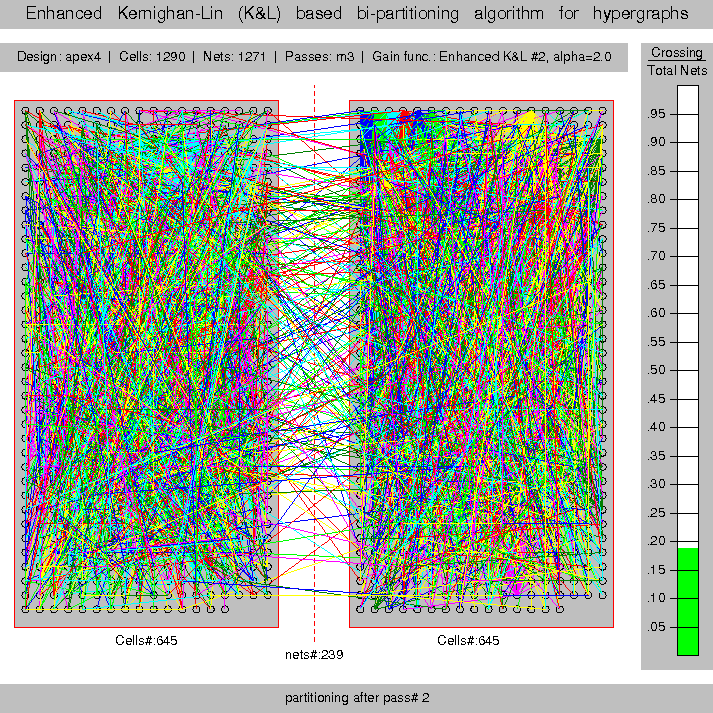 Enhanced Kernighan-Lin (K&L) based bi-partitioning algorithm for hypergraphs
Design: apex4 | Cells: 1290 | Nets: 1271 | Passes: m3 | Gain func.: Enhanced K&L #2, alpha=2.0
Crossing
Total Nets
.95
.90
.85
.80
.75
.70
.65
.60
.55
.50
.45
.40
.35
.30
.25
.20
.15
.10
.05
Cells#:645
Cells#:645
nets#:239
partitioning after pass# 2